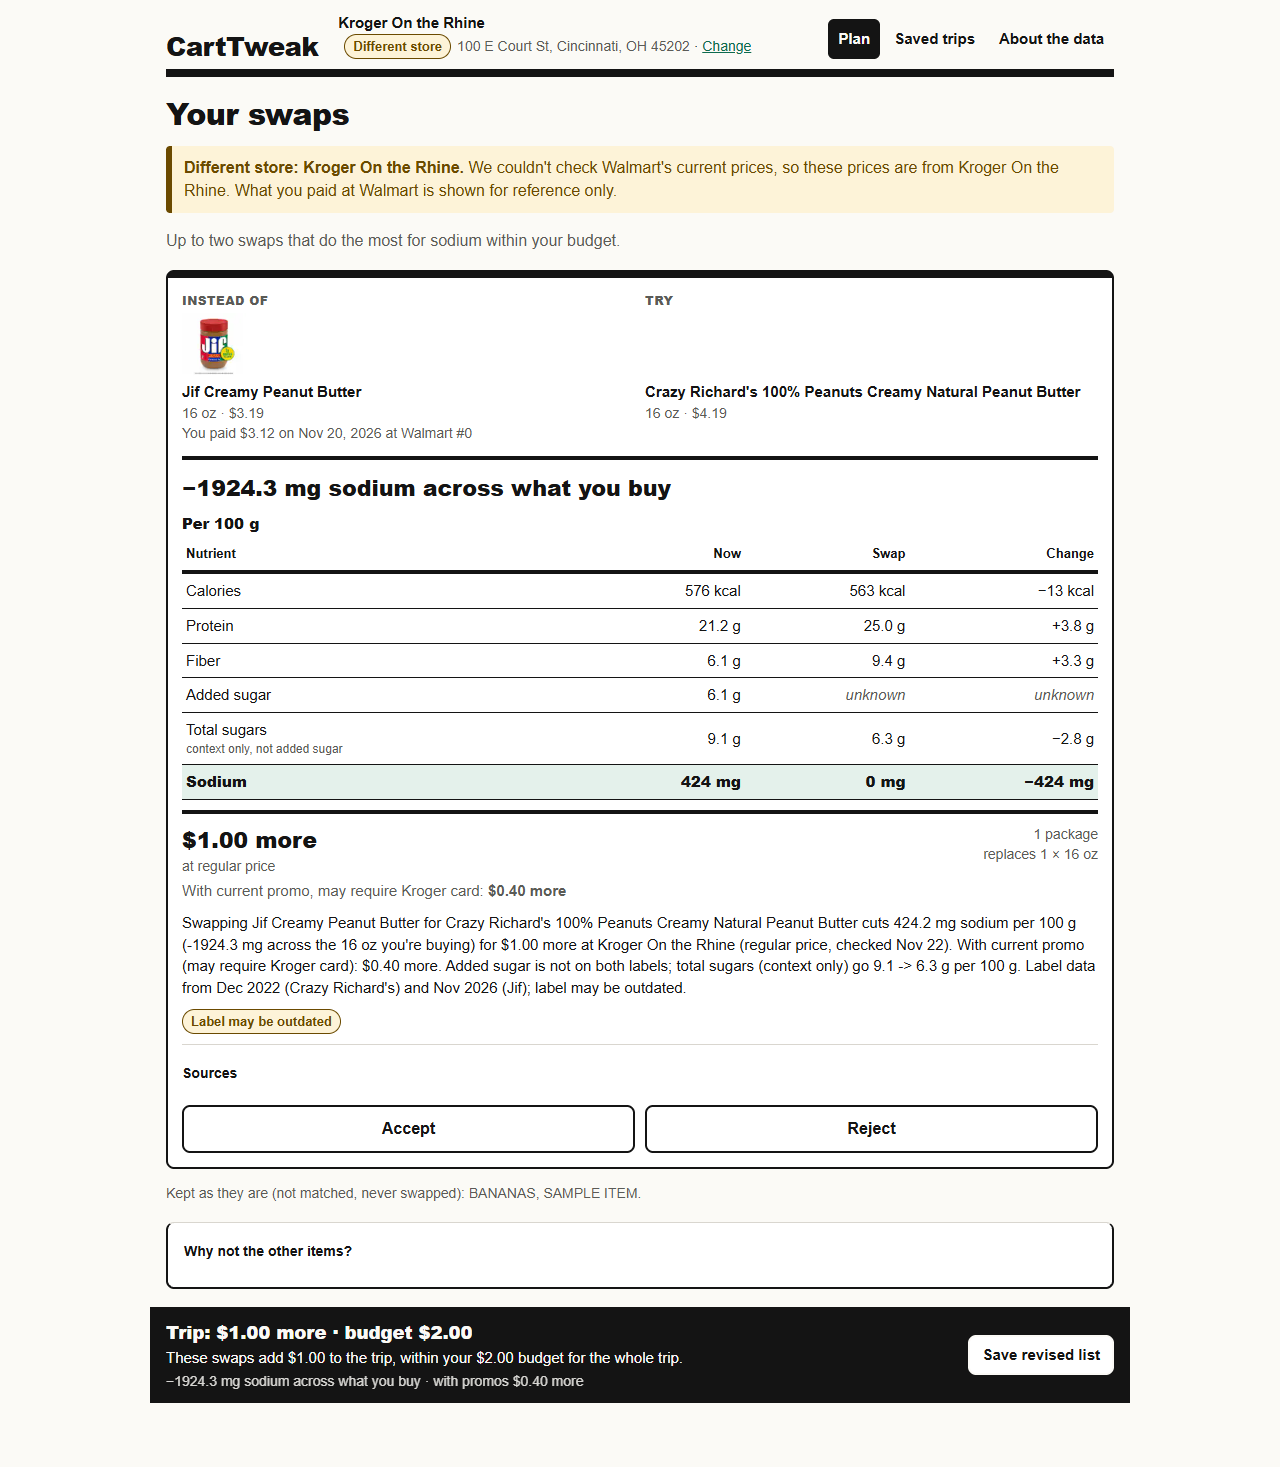 CartTweak
Kroger On the Rhine
Different store 100 E Court St, Cincinnati, OH 45202 · Change
Plan
Saved trips
About the data
Your swaps
Different store: Kroger On the Rhine. We couldn't check Walmart's current prices, so these prices are from Kroger On the
Rhine. What you paid at Walmart is shown for reference only.
Up to two swaps that do the most for sodium within your budget.
INSTEAD OF
Jif
Jif Creamy Peanut Butter
16 oz · $3.19
You paid $3.12 on Nov 20, 2026 at Walmart #0
TRY
Crazy Richard's 100% Peanuts Creamy Natural Peanut Butter
16 oz · $4.19
−1924.3 mg sodium across what you buy
Per 100 g
Nutrient Now Swap Change
Calories 576 kcal 563 kcal −13 kcal
Protein 21.2 g 25.0 g +3.8 g
Fiber 6.1 g 9.4 g +3.3 g
Added sugar 6.1 g unknown unknown
Total sugars 9.1 g 6.3 g −2.8 g
context only, not added sugar
Sodium 424 mg 0 mg −424 mg
$1.00 more
at regular price
1 package
replaces 1 × 16 oz
With current promo, may require Kroger card: $0.40 more
Swapping Jif Creamy Peanut Butter for Crazy Richard's 100% Peanuts Creamy Natural Peanut Butter cuts 424.2 mg sodium per 100 g
(-1924.3 mg across the 16 oz you're buying) for $1.00 more at Kroger On the Rhine (regular price, checked Nov 22). With current promo
(may require Kroger card): $0.40 more. Added sugar is not on both labels; total sugars (context only) go 9.1 -> 6.3 g per 100 g. Label data
from Dec 2022 (Crazy Richard's) and Nov 2026 (Jif); label may be outdated.
Label may be outdated
Sources
Accept
Reject
Kept as they are (not matched, never swapped): BANANAS, SAMPLE ITEM.
Why not the other items?
Trip: $1.00 more · budget $2.00
These swaps add $1.00 to the trip, within your $2.00 budget for the whole trip.
−1924.3 mg sodium across what you buy · with promos $0.40 more
Save revised list